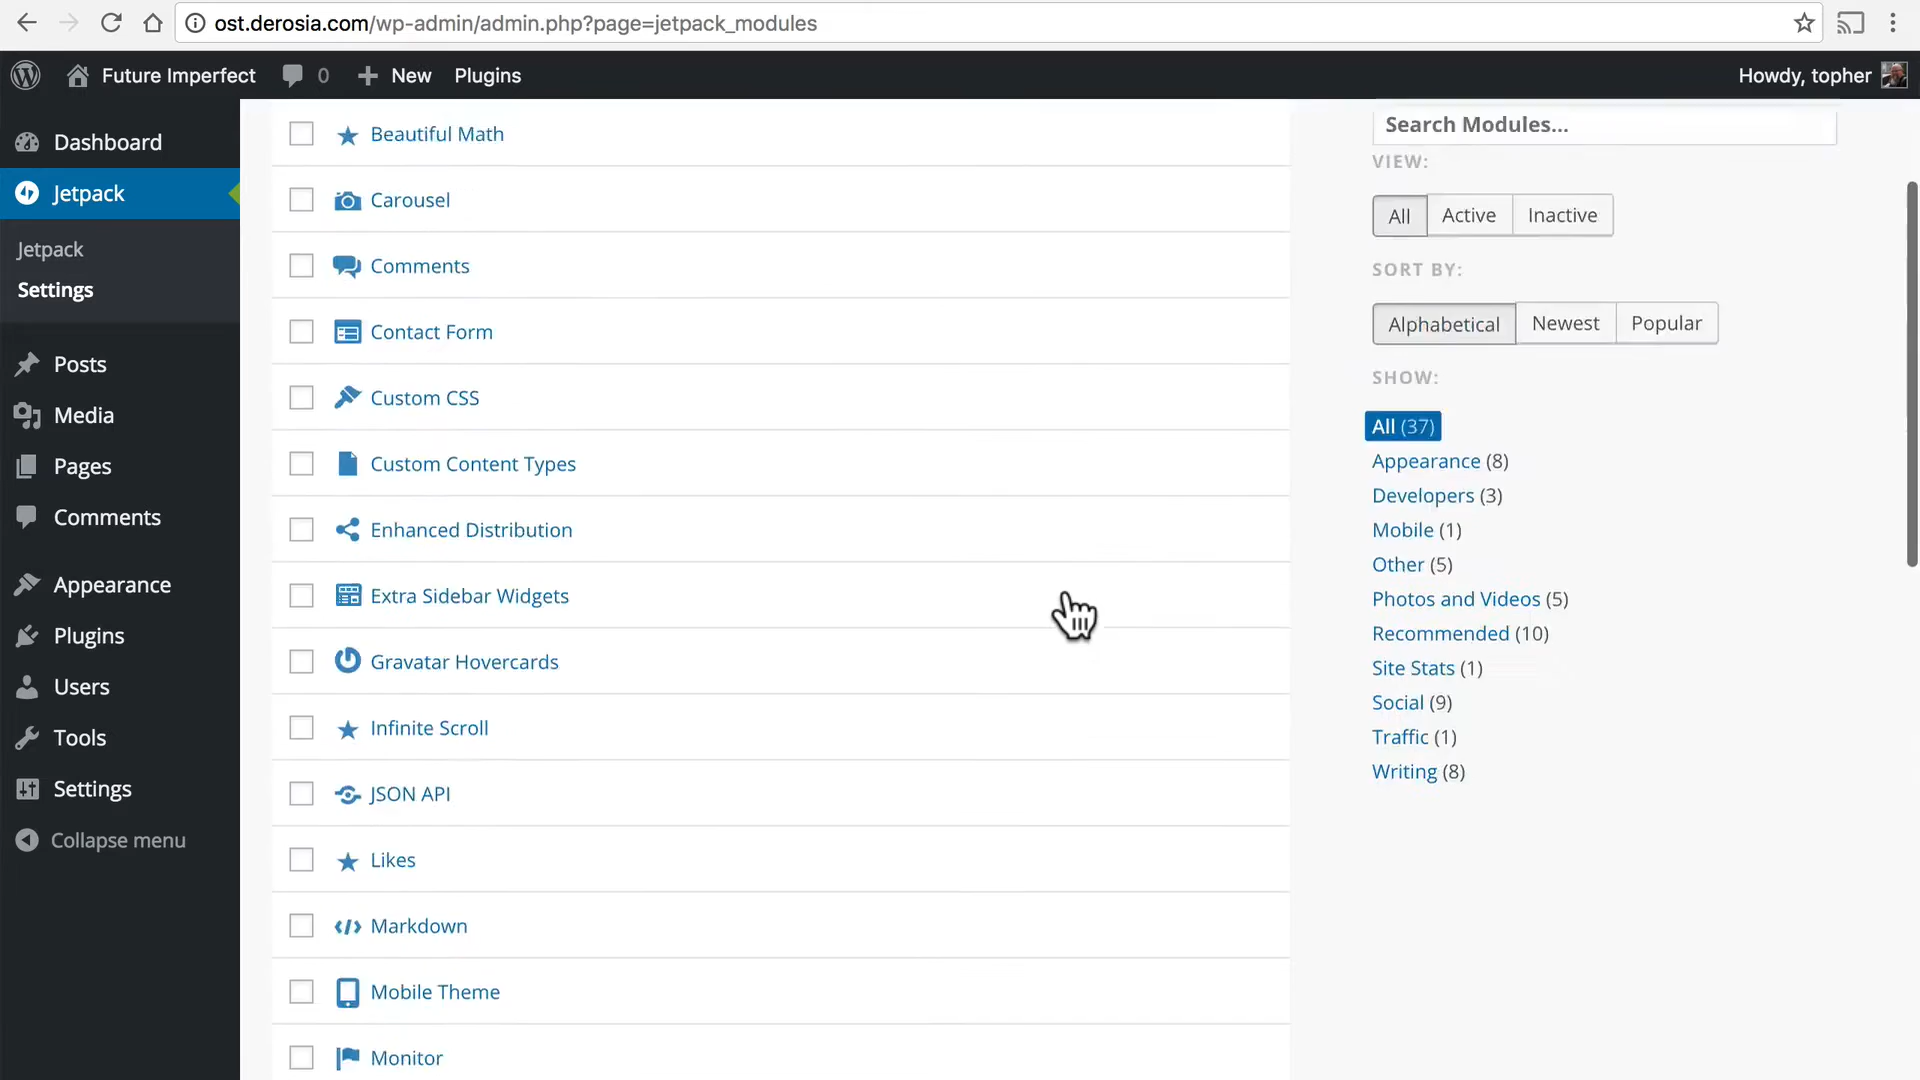 ost.derosia.com/wp-admin/admin.php?page=jetpack_modules
Future Imperfect
0
New
Plugins
Howdy, topher
Dashboard
Jetpack
Jetpack
Settings
Posts
Media
Pages
Comments
Appearance
Plugins
Users
Tools
Settings
Collapse menu
Beautiful Math
Carousel
Comments
Contact Form
Custom CSS
Custom Content Types
Enhanced Distribution
Extra Sidebar Widgets
Gravatar Hovercards
Infinite Scroll
JSON API
Likes
Markdown
Mobile Theme
Monitor
Search Modules...
VIEW:
All Active Inactive
SORT BY:
Alphabetical Newest Popular
SHOW:
All (37)
Appearance (8)
Developers (3)
Mobile (1)
Other (5)
Photos and Videos (5)
Recommended (10)
Site Stats (1)
Social (9)
Traffic (1)
Writing (8)